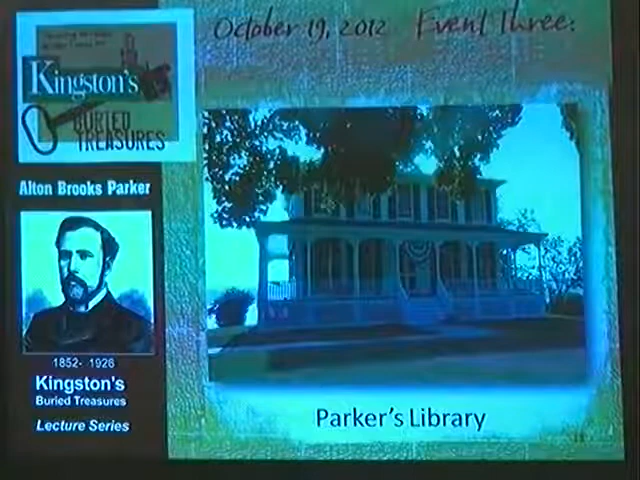 October 19, 2012 Event Three:
Kingston's
BURIED
TREASURES
Alton Brooks Parker
1852- 1926
Kingston's
Buried Treasures
Lecture Series
Parker's Library